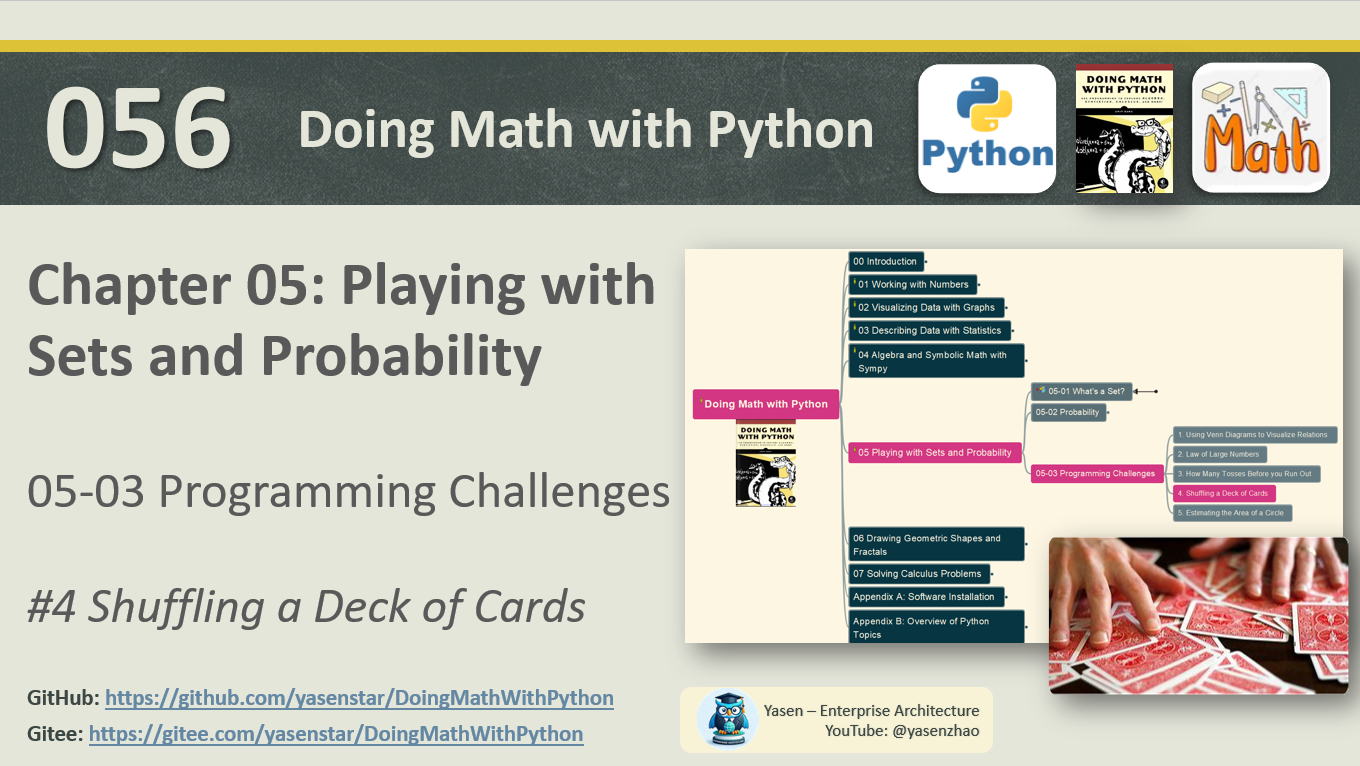 056
Doing Math with Python
Python
DOING MATH
WITH PYTHON
Math
Chapter 05: Playing with
Sets and Probability
05-03 Programming Challenges
#4 Shuffling a Deck of Cards
GitHub: https://github.com/yasenstar/DoingMathWithPython
Gitee: https://gitee.com/yasenstar/DoingMathWithPython
00 Introduction
01 Working with Numbers
02 Visualizing Data with Graphs
03 Describing Data with Statistics
04 Algebra and Symbolic Math with
Sympy
Doing Math with Python
DOING MATH
WITH PYTHON
05 Playing with Sets and Probability
05-01 What's a Set?
05-02 Probability
05-03 Programming Challenges
1. Using Venn Diagrams to Visualize Relations
2. Law of Large Numbers
3. How Many Tosses Before you Run Out
4. Shuffling a Deck of Cards
5. Estimating the Area of a Circle
06 Drawing Geometric Shapes and
Fractals
07 Solving Calculus Problems
Appendix A: Software Installation
Appendix B: Overview of Python
Topics
Yasen – Enterprise Architecture
YouTube: @yasenzhao